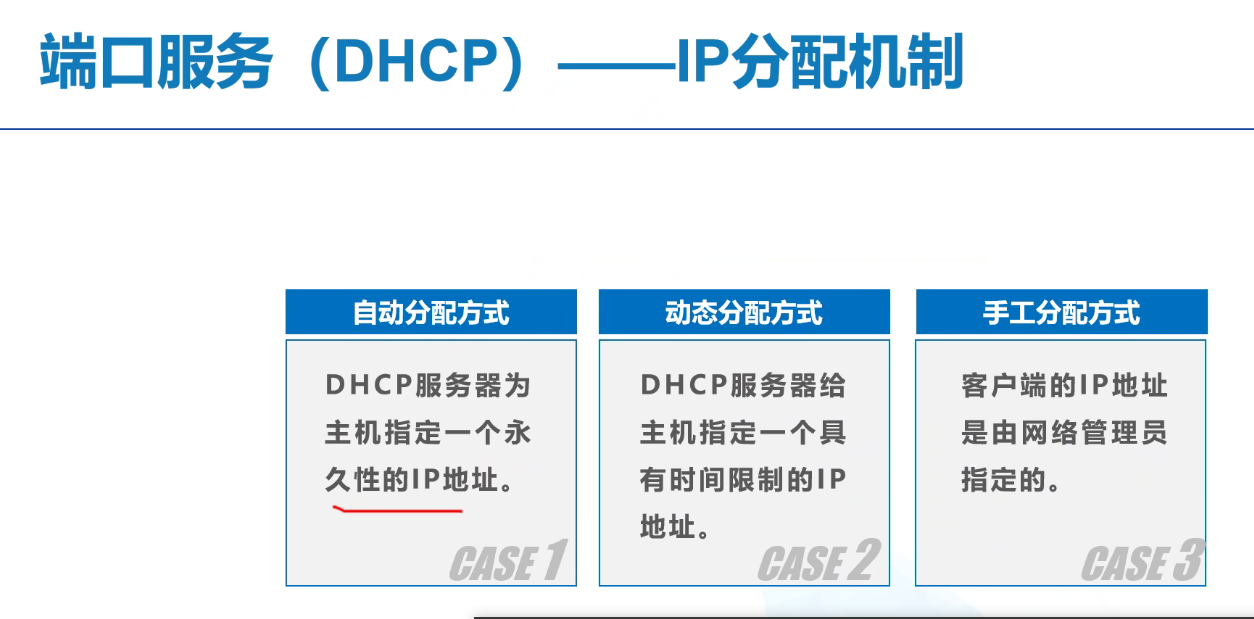 端口服务（DHCP）——IP分配机制
自动分配方式
DHCP服务器为
主机指定一个永
久性的IP地址。
CASE 1
动态分配方式
DHCP服务器给
主机指定一个具
有时间限制的IP
地址。
CASE 2
手工分配方式
客户端的IP地址
是由网络管理员
指定的。
CASE 3